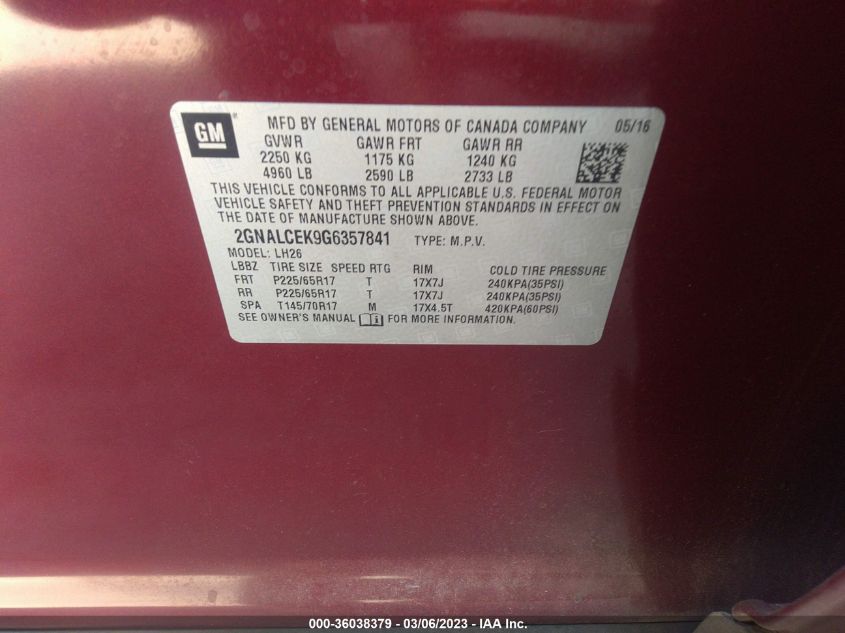 GM
MFD BY GENERAL MOTORS OF CANADA COMPANY 05/16
GVWR GAWR FRT GAWR RR
2250 KG 1175 KG 1240 KG
4960 LB 2590 LB 2733 LB
THIS VEHICLE CONFORMS TO ALL APPLICABLE U.S. FEDERAL MOTOR
VEHICLE SAFETY AND THEFT PREVENTION STANDARDS IN EFFECT ON
THE DATE OF MANUFACTURE SHOWN ABOVE.
2GNALCEK9G6357841 TYPE: M.P.V.
MODEL: LH26
LBBZ TIRE SIZE SPEED RTG RIM COLD TIRE PRESSURE
FRT P225/65R17 T 17X7J 240KPA(35PSI)
RR P225/65R17 T 17X7J 240KPA(35PSI)
SPA T145/70R17 M 17X4.5T 420KPA(60PSI)
SEE OWNER'S MANUAL FOR MORE INFORMATION.
000-36038379 - 03/06/2023 - © IAA Inc.